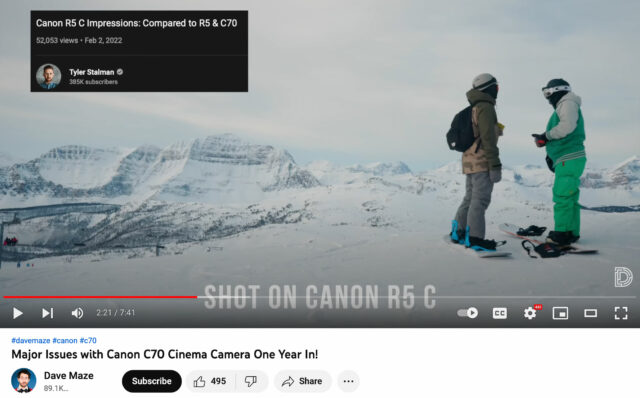 Canon R5 C Impressions: Compared to R5 & C70
52,053 views • Feb 2, 2022
Tyler Stalman
385K subscribers
D
SHOT ON CANON R5 C
2:21 / 7:41
CC
#davemaze #canon #c70
Major Issues with Canon C70 Cinema Camera One Year In!
Dave Maze
89.1K...
Subscribe
495
Share